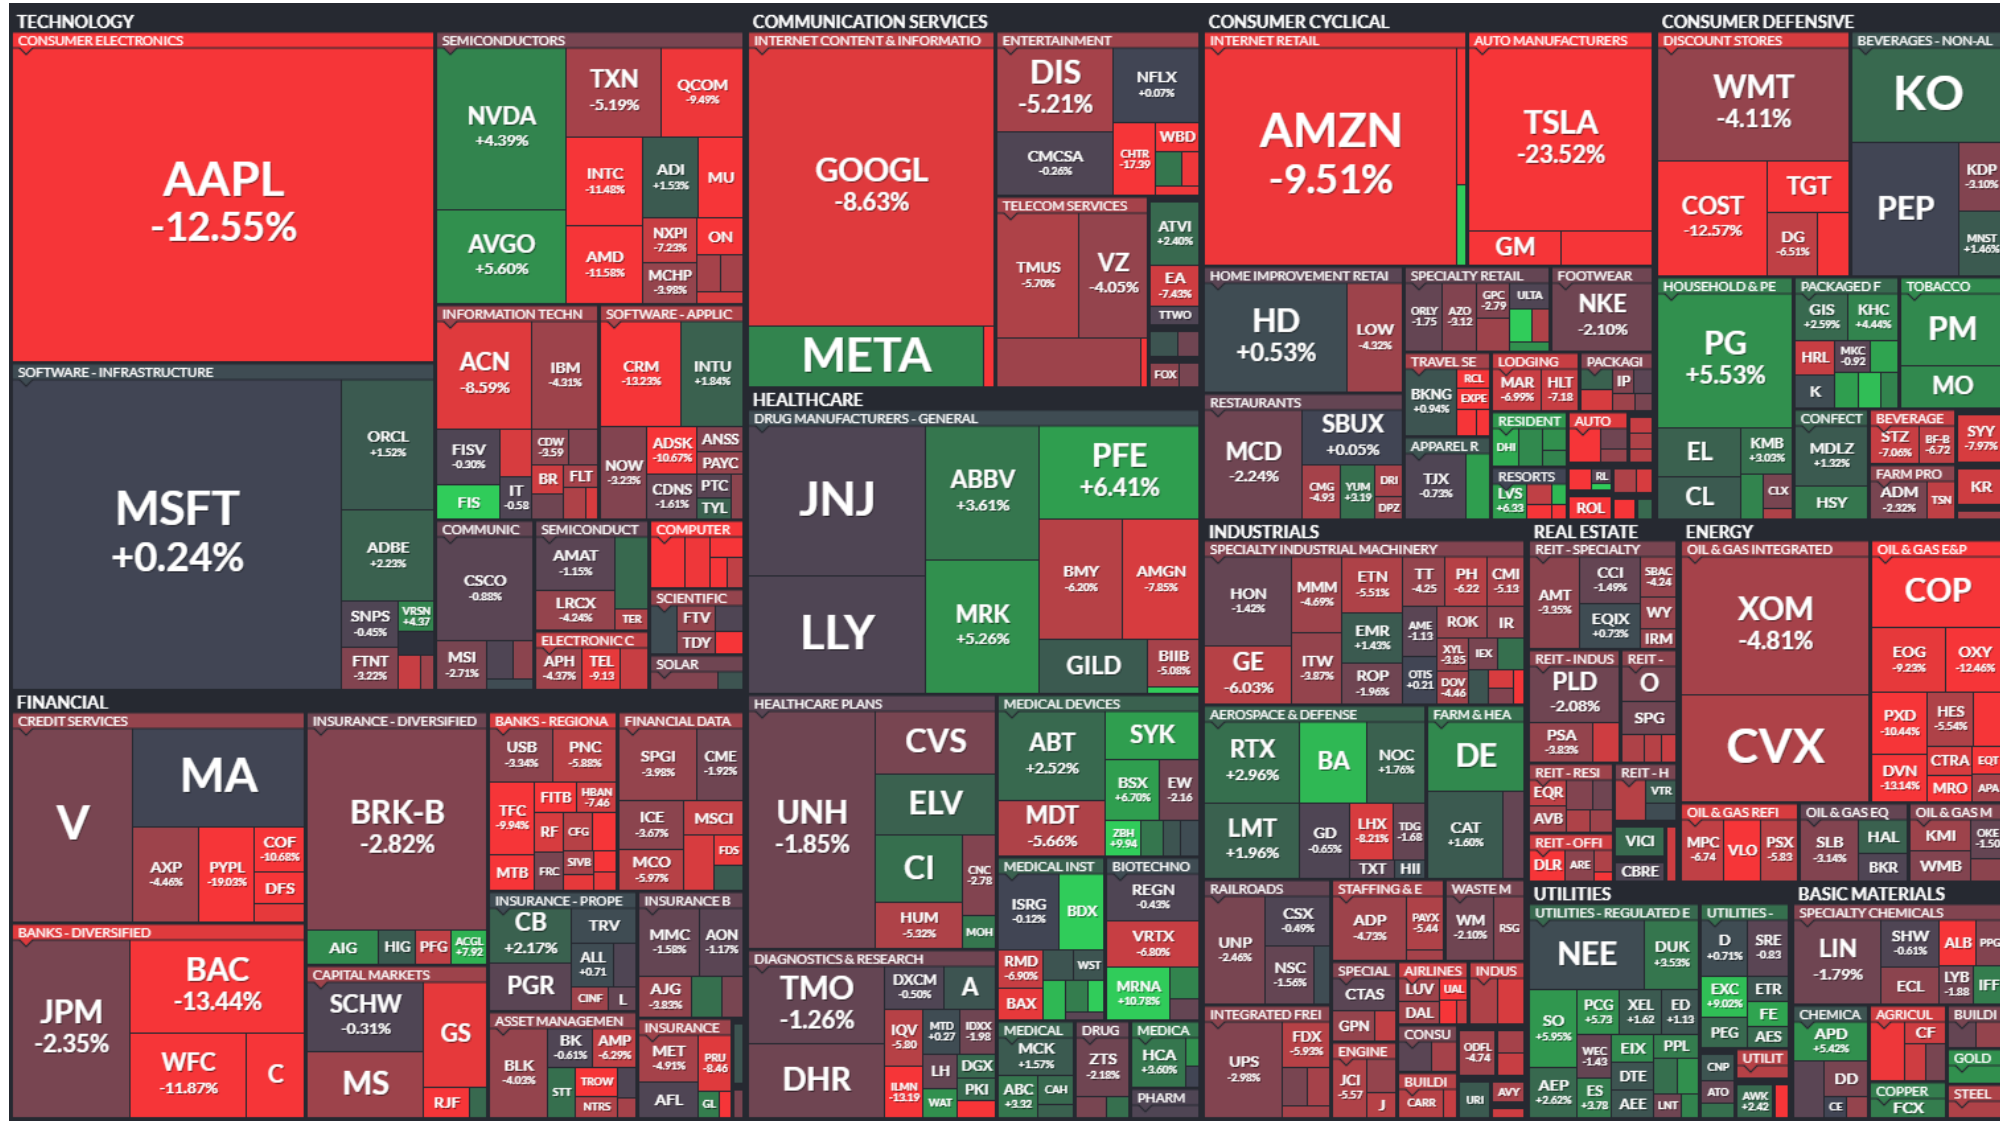 TECHNOLOGY
CONSUMER ELECTRONICS
AAPL
-12.55%
SEMICONDUCTORS
NVDA
+4.39%
AVGO
+5.60%
TXN
-5.19%
QCOM
-9.49%
INTC
-11.48%
ADI
+1.53%
MU
AMD
-11.58%
NXPI
-7.23%
ON
MCHP
-3.98%
SOFTWARE - INFRASTRUCTURE
MSFT
+0.24%
ORCL
+1.52%
ADBE
+2.23%
SNPS
-0.45%
VRSN
+4.37
FTNT
-3.22%
INFORMATION TECHN
ACN
-8.59%
IBM
-4.31%
FISV
-0.30%
CDW
-3.59
FIS
IT
-0.58
BR
FLT
SOFTWARE - APPLIC
CRM
-13.23%
INTU
+1.84%
NOW
-3.23%
ADSK
-10.67%
ANSS
PAYC
CDNS
-1.61%
PTC
TYL
COMMUNIC
CSCO
-0.88%
MSI
-2.71%
SEMICONDUCT
AMAT
-1.15%
LRCX
-4.24%
TER
ELECTRONIC C
APH
-4.37%
TEL
-9.13
COMPUTER
SCIENTIFIC
FTV
TDY
SOLAR
COMMUNICATION SERVICES
INTERNET CONTENT & INFORMATIO
GOOGL
-8.63%
META
ENTERTAINMENT
DIS
-5.21%
NFLX
+0.07%
CMCSA
-0.26%
CHTR
-17.39
WBD
TELECOM SERVICES
TMUS
-5.70%
VZ
-4.05%
ATVI
+2.40%
EA
-7.43%
TTWO
FOX
CONSUMER CYCLICAL
INTERNET RETAIL
AMZN
-9.51%
AUTO MANUFACTURERS
TSLA
-23.52%
GM
HOME IMPROVEMENT RETAI
HD
+0.53%
LOW
-4.32%
SPECIALTY RETAIL
ORLY
-1.75
AZO
-3.12
GPC
-2.79
ULTA
FOOTWEAR
NKE
-2.10%
RESTAURANTS
MCD
-2.24%
SBUX
+0.05%
CMG
-4.93
YUM
+3.19
DRI
DPZ
TRAVEL SE
BKNG
+0.94%
RCL
EXPE
LODGING
MAR
-6.99%
HLT
-7.18
PACKAGI
IP
APPAREL R
TJX
-0.73%
RESIDENT
DHI
AUTO
RESORTS
LVS
+6.33
RL
ROL
CONSUMER DEFENSIVE
DISCOUNT STORES
WMT
-4.11%
COST
-12.57%
TGT
DG
-6.51%
BEVERAGES - NON-AL
KO
PEP
KDP
-3.10%
MNST
+1.46%
HOUSEHOLD & PE
PG
+5.53%
EL
KMB
+3.03%
CL
CLX
PACKAGED F
GIS
+2.59%
KHC
+4.44%
HRL
MKC
-0.92
K
TOBACCO
PM
MO
CONFECT
MDLZ
+1.32%
HSY
BEVERAGE
STZ
-7.06%
BF-B
-6.72
FARM PRO
ADM
-2.32%
TSN
SYY
-7.97%
KR
HEALTHCARE
DRUG MANUFACTURERS - GENERAL
JNJ
LLY
ABBV
+3.61%
MRK
+5.26%
PFE
+6.41%
BMY
-6.20%
AMGN
-7.85%
GILD
BIIB
-5.08%
HEALTHCARE PLANS
UNH
-1.85%
CVS
ELV
CI
CNC
-2.78
HUM
-5.32%
MOH
MEDICAL DEVICES
ABT
+2.52%
SYK
MDT
-5.66%
BSX
+6.70%
EW
-2.16
ZBH
+9.94
MEDICAL INST
ISRG
-0.12%
BDX
RMD
-6.90%
WST
BAX
BIOTECHNO
REGN
-0.43%
VRTX
-6.80%
MRNA
+10.78%
DIAGNOSTICS & RESEARCH
TMO
-1.26%
DHR
DXCM
-0.50%
A
IQV
-5.80
MTD
+0.27
IDXX
-1.98
ILMN
-13.19
LH
DGX
PKI
WAT
MEDICAL
MCK
+1.57%
ABC
+3.32
CAH
DRUG
ZTS
-2.18%
MEDICA
HCA
+3.60%
PHARM
FINANCIAL
CREDIT SERVICES
V
MA
AXP
-4.46%
PYPL
-19.03%
COF
-10.68%
DFS
BANKS - DIVERSIFIED
JPM
-2.35%
BAC
-13.44%
WFC
-11.87%
C
INSURANCE - DIVERSIFIED
BRK-B
-2.82%
AIG
HIG
PFG
ACGL
+7.92
CAPITAL MARKETS
SCHW
-0.31%
GS
MS
RJF
BANKS - REGIONA
USB
-3.34%
PNC
-5.88%
TFC
-9.94%
FITB
HBAN
-7.46
RF
CFG
MTB
FRC
SIVB
FINANCIAL DATA
SPGI
-3.98%
CME
-1.92%
ICE
-3.67%
MSCI
MCO
-5.97%
FDS
INSURANCE - PROPE
CB
+2.17%
TRV
PGR
ALL
+0.71
CINF
L
INSURANCE B
MMC
-1.58%
AON
-1.17%
AJG
-3.83%
ASSET MANAGEMEN
BLK
-4.03%
BK
-0.61%
AMP
-6.29%
STT
TROW
NTRS
INSURANCE
MET
-4.91%
PRU
-8.46
AFL
GL
INDUSTRIALS
SPECIALTY INDUSTRIAL MACHINERY
HON
-1.42%
MMM
-4.69%
ETN
-5.51%
TT
-4.25
PH
-6.22
CMI
-5.13
GE
-6.03%
ITW
-3.87%
EMR
+1.43%
AME
-1.13
ROK
IR
ROP
-1.96%
OTIS
+0.21
XYL
-3.85
IEX
DOV
-4.46
AEROSPACE & DEFENSE
RTX
+2.96%
BA
NOC
+1.76%
LMT
+1.96%
GD
-0.65%
LHX
-8.21%
TDG
-1.68
TXT
HII
FARM & HEA
DE
CAT
+1.60%
RAILROADS
UNP
-2.46%
CSX
-0.49%
NSC
-1.56%
STAFFING & E
ADP
-4.73%
PAYX
-5.44
WASTE M
WM
-2.10%
RSG
INTEGRATED FREI
UPS
-2.98%
FDX
-5.93%
SPECIAL
CTAS
GPN
AIRLINES
LUV
UAL
DAL
INDUS
ENGINE
JCI
-5.57
J
CONSU
BUILDI
CARR
ODFL
-4.74
URI
AVY
REAL ESTATE
REIT - SPECIALTY
AMT
-3.35%
CCI
-1.49%
SBAC
-4.24
EQIX
+0.73%
WY
IRM
REIT - INDUS
PLD
-2.08%
PSA
-3.83%
REIT -
O
SPG
REIT - RESI
EQR
AVB
REIT - H
VTR
REIT - OFFI
DLR
ARE
VICI
CBRE
ENERGY
OIL & GAS INTEGRATED
XOM
-4.81%
CVX
OIL & GAS E&P
COP
EOG
-9.23%
OXY
-12.46%
PXD
-10.44%
HES
-5.54%
DVN
-13.14%
CTRA
EQT
MRO
APA
OIL & GAS REFI
MPC
-6.74
VLO
PSX
-5.83
OIL & GAS EQ
SLB
-3.14%
HAL
BKR
OIL & GAS M
KMI
OKE
-1.50
WMB
UTILITIES
UTILITIES - REGULATED E
NEE
DUK
+3.53%
SO
+5.95%
PCG
+5.73
XEL
+1.62
ED
+1.13
WEC
-1.43
EIX
PPL
AEP
+2.62%
ES
+3.78
DTE
AEE
LNT
UTILITIES -
D
+0.71%
SRE
-0.83
EXC
+9.02%
ETR
FE
PEG
AES
CNP
ATO
UTILIT
AWK
+2.42
BASIC MATERIALS
SPECIALTY CHEMICALS
LIN
-1.79%
SHW
-0.61%
ALB
PPG
ECL
LYB
-1.88
IFF
CHEMICA
APD
+5.42%
DD
CE
AGRICUL
CF
BUILDI
GOLD
COPPER
FCX
STEEL